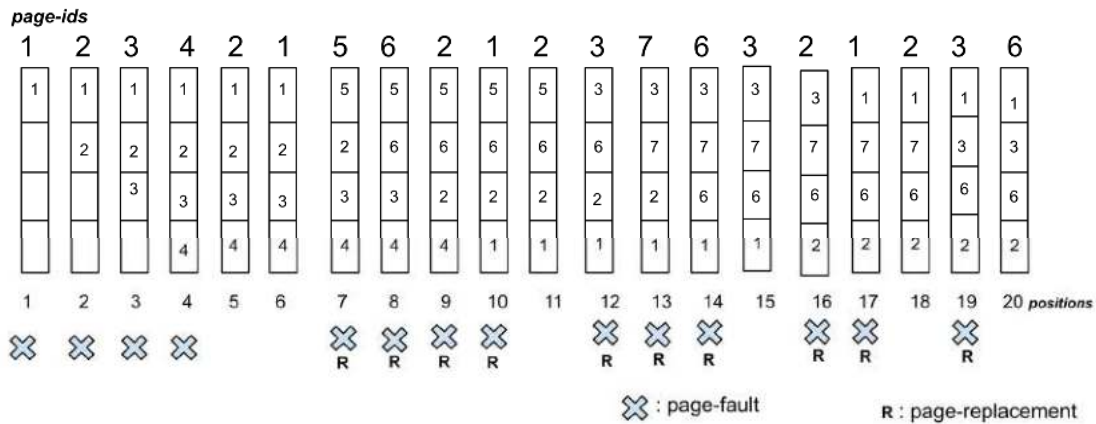 page-ids
1 2 3 4 2 1 5 6 2 1 2 3 7 6 3 2 1 2 3 6
1 1 1 1 1 1 5 5 5 5 5 3 3 3 3 3 1 1 1 1
2 2 2 2 2 2 6 6 6 6 6 7 7 7 7 7 7 3 3
3 3 3 3 3 3 2 2 2 2 2 6 6 6 6 6 6 6
4 4 4 4 4 4 1 1 1 1 1 1 2 2 2 2 2
1 2 3 4 5 6 7 8 9 10 11 12 13 14 15 16 17 18 19 20 positions
R R R R R R R R R R
: page-fault
R : page-replacement